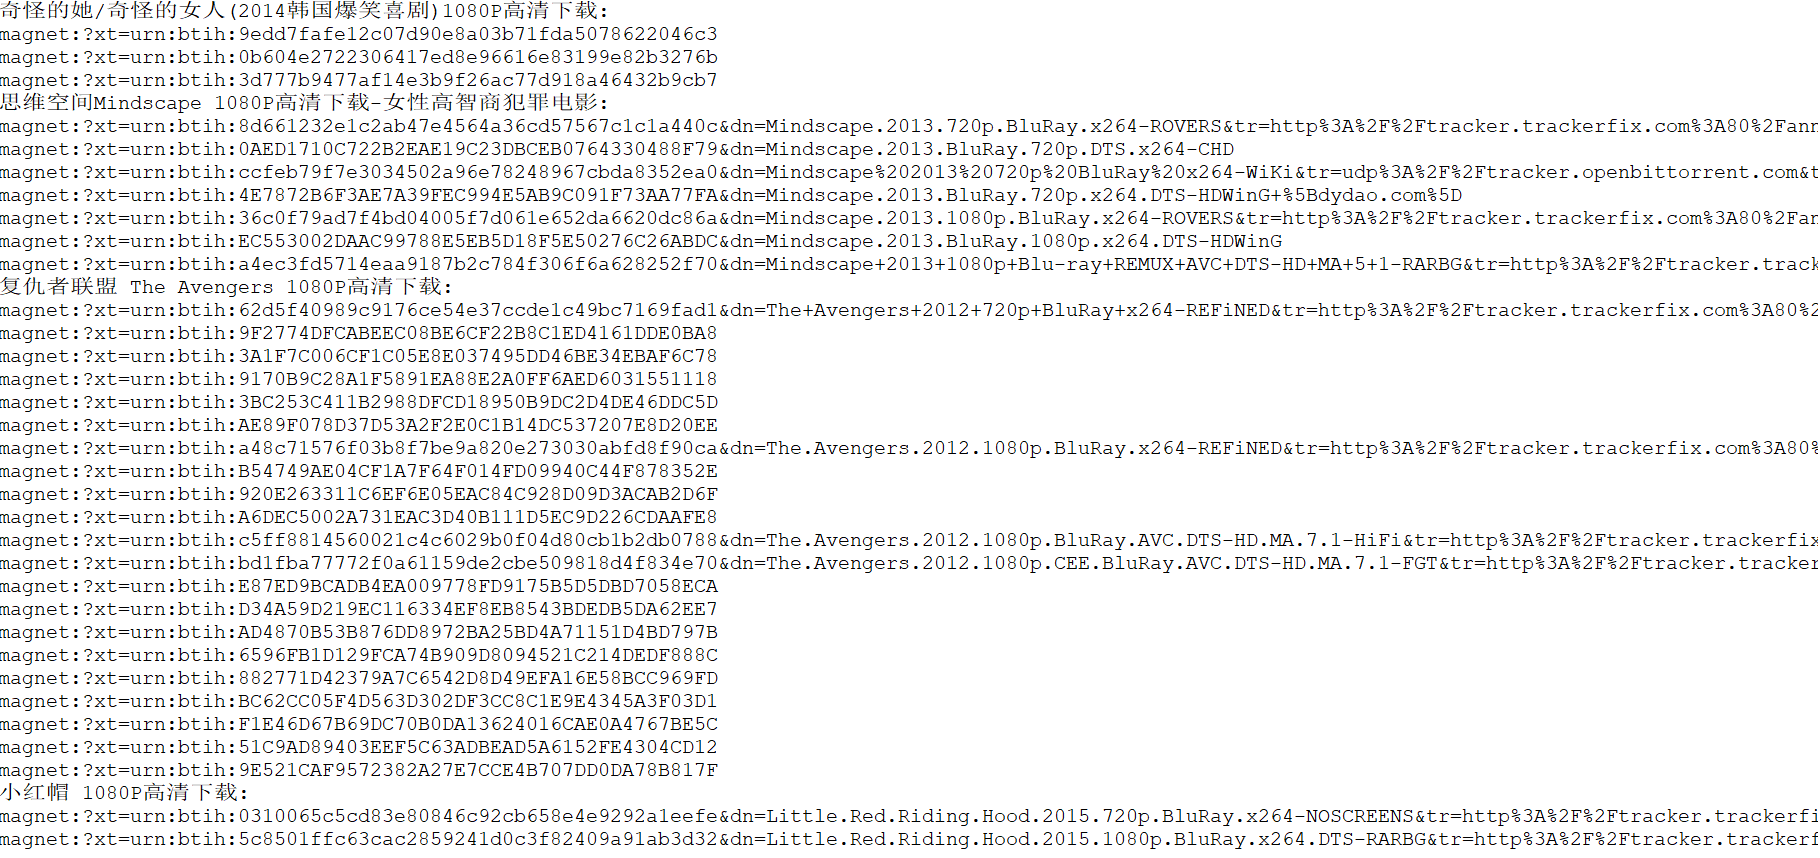 奇怪的她/奇怪的女人(2014韩国爆笑喜剧)1080P高清下载:
magnet:?xt=urn:btih:9edd7fafe12c07d90e8a03b71fda5078622046c3
magnet:?xt=urn:btih:0b604e2722306417ed8e96616e83199e82b3276b
magnet:?xt=urn:btih:3d777b9477af14e3b9f26ac77d918a46432b9cb7
思维空间Mindscape 1080P高清下载-女性高智商犯罪电影:
magnet:?xt=urn:btih:8d661232e1c2ab47e4564a36cd57567c1c1a440c&dn=Mindscape.2013.720p.BluRay.x264-ROVERS&tr=http%3A%2F%2Ftracker.trackerfix.com%3A80%2Fann
magnet:?xt=urn:btih:0AED1710C722B2EAE19C23DBCEB0764330488F79&dn=Mindscape.2013.BluRay.720p.DTS.x264-CHD
magnet:?xt=urn:btih:ccfeb79f7e3034502a96e78248967cbda8352ea0&dn=Mindscape%202013%20720p%20BluRay%20x264-WiKi&tr=udp%3A%2F%2Ftracker.openbittorrent.com&t
magnet:?xt=urn:btih:4E7872B6F3AE7A39FEC994E5AB9C091F73AA77FA&dn=Mindscape.2013.BluRay.720p.x264.DTS-HDWinG+%5Bdydao.com%5D
magnet:?xt=urn:btih:36c0f79ad7f4bd04005f7d061e652da6620dc86a&dn=Mindscape.2013.1080p.BluRay.x264-ROVERS&tr=http%3A%2F%2Ftracker.trackerfix.com%3A80%2Fan
magnet:?xt=urn:btih:EC553002DAAC99788E5EB5D18F5E50276C26ABDC&dn=Mindscape.2013.BluRay.1080p.x264.DTS-HDWinG
magnet:?xt=urn:btih:a4ec3fd5714eaa9187b2c784f306f6a628252f70&dn=Mindscape+2013+1080p+Blu-ray+REMUX+AVC+DTS-HD+MA+5+1-RARBG&tr=http%3A%2F%2Ftracker.track
复仇者联盟 The Avengers 1080P高清下载:
magnet:?xt=urn:btih:62d5f40989c9176ce54e37ccde1c49bc7169fad1&dn=The+Avengers+2012+720p+BluRay+x264-REFiNED&tr=http%3A%2F%2Ftracker.trackerfix.com%3A80%2
magnet:?xt=urn:btih:9F2774DFCABEEC08BE6CF22B8C1ED4161DDE0BA8
magnet:?xt=urn:btih:3A1F7C006CF1C05E8E037495DD46BE34EBAF6C78
magnet:?xt=urn:btih:9170B9C28A1F5891EA88E2A0FF6AED6031551118
magnet:?xt=urn:btih:3BC253C411B2988DFCD18950B9DC2D4DE46DDC5D
magnet:?xt=urn:btih:AE89F078D37D53A2F2E0C1B14DC537207E8D20EE
magnet:?xt=urn:btih:a48c71576f03b8f7be9a820e273030abfd8f90ca&dn=The.Avengers.2012.1080p.BluRay.x264-REFiNED&tr=http%3A%2F%2Ftracker.trackerfix.com%3A80%
magnet:?xt=urn:btih:B54749AE04CF1A7F64F014FD09940C44F878352E
magnet:?xt=urn:btih:920E263311C6EF6E05EAC84C928D09D3ACAB2D6F
magnet:?xt=urn:btih:A6DEC5002A731EAC3D40B111D5EC9D226CDAAFE8
magnet:?xt=urn:btih:c5ff8814560021c4c6029b0f04d80cb1b2db0788&dn=The.Avengers.2012.1080p.BluRay.AVC.DTS-HD.MA.7.1-HiFi&tr=http%3A%2F%2Ftracker.trackerfix
magnet:?xt=urn:btih:bd1fba77772f0a61159de2cbe509818d4f834e70&dn=The.Avengers.2012.1080p.CEE.BluRay.AVC.DTS-HD.MA.7.1-FGT&tr=http%3A%2F%2Ftracker.tracker
magnet:?xt=urn:btih:E87ED9BCADB4EA009778FD9175B5D5DBD7058ECA
magnet:?xt=urn:btih:D34A59D219EC116334EF8EB8543BDEDB5DA62EE7
magnet:?xt=urn:btih:AD4870B53B876DD8972BA25BD4A71151D4BD797B
magnet:?xt=urn:btih:6596FB1D129FCA74B909D8094521C214DEDF888C
magnet:?xt=urn:btih:882771D42379A7C6542D8D49EFA16E58BCC969FD
magnet:?xt=urn:btih:BC62CC05F4D563D302DF3CC8C1E9E4345A3F03D1
magnet:?xt=urn:btih:F1E46D67B69DC70B0DA13624016CAE0A4767BE5C
magnet:?xt=urn:btih:51C9AD89403EEF5C63ADBEAD5A6152FE4304CD12
magnet:?xt=urn:btih:9E521CAF9572382A27E7CCE4B707DD0DA78B817F
小红帽 1080P高清下载:
magnet:?xt=urn:btih:0310065c5cd83e80846c92cb658e4e9292a1eefe&dn=Little.Red.Riding.Hood.2015.720p.BluRay.x264-NOSCREENS&tr=http%3A%2F%2Ftracker.trackerfi
magnet:?xt=urn:btih:5c8501ffc63cac2859241d0c3f82409a91ab3d32&dn=Little.Red.Riding.Hood.2015.1080p.BluRay.x264.DTS-RARBG&tr=http%3A%2F%2Ftracker.trackerf